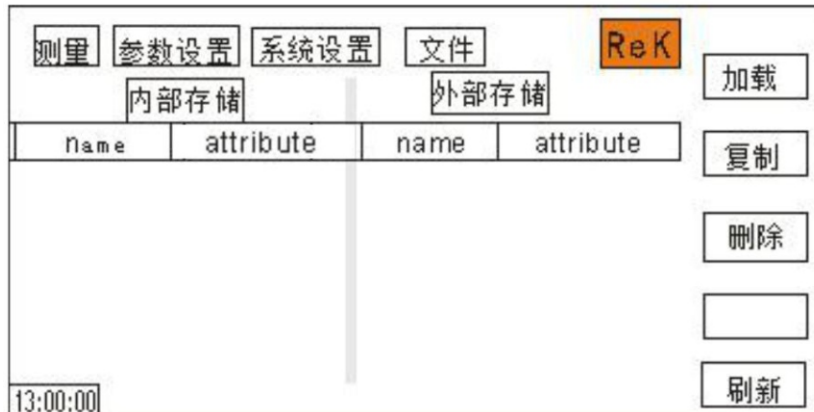 测量 参数设置 系统设置 文件 ReK
加载
内部存储 外部存储
name attribute name attribute
复制
删除
刷新
13:00:00